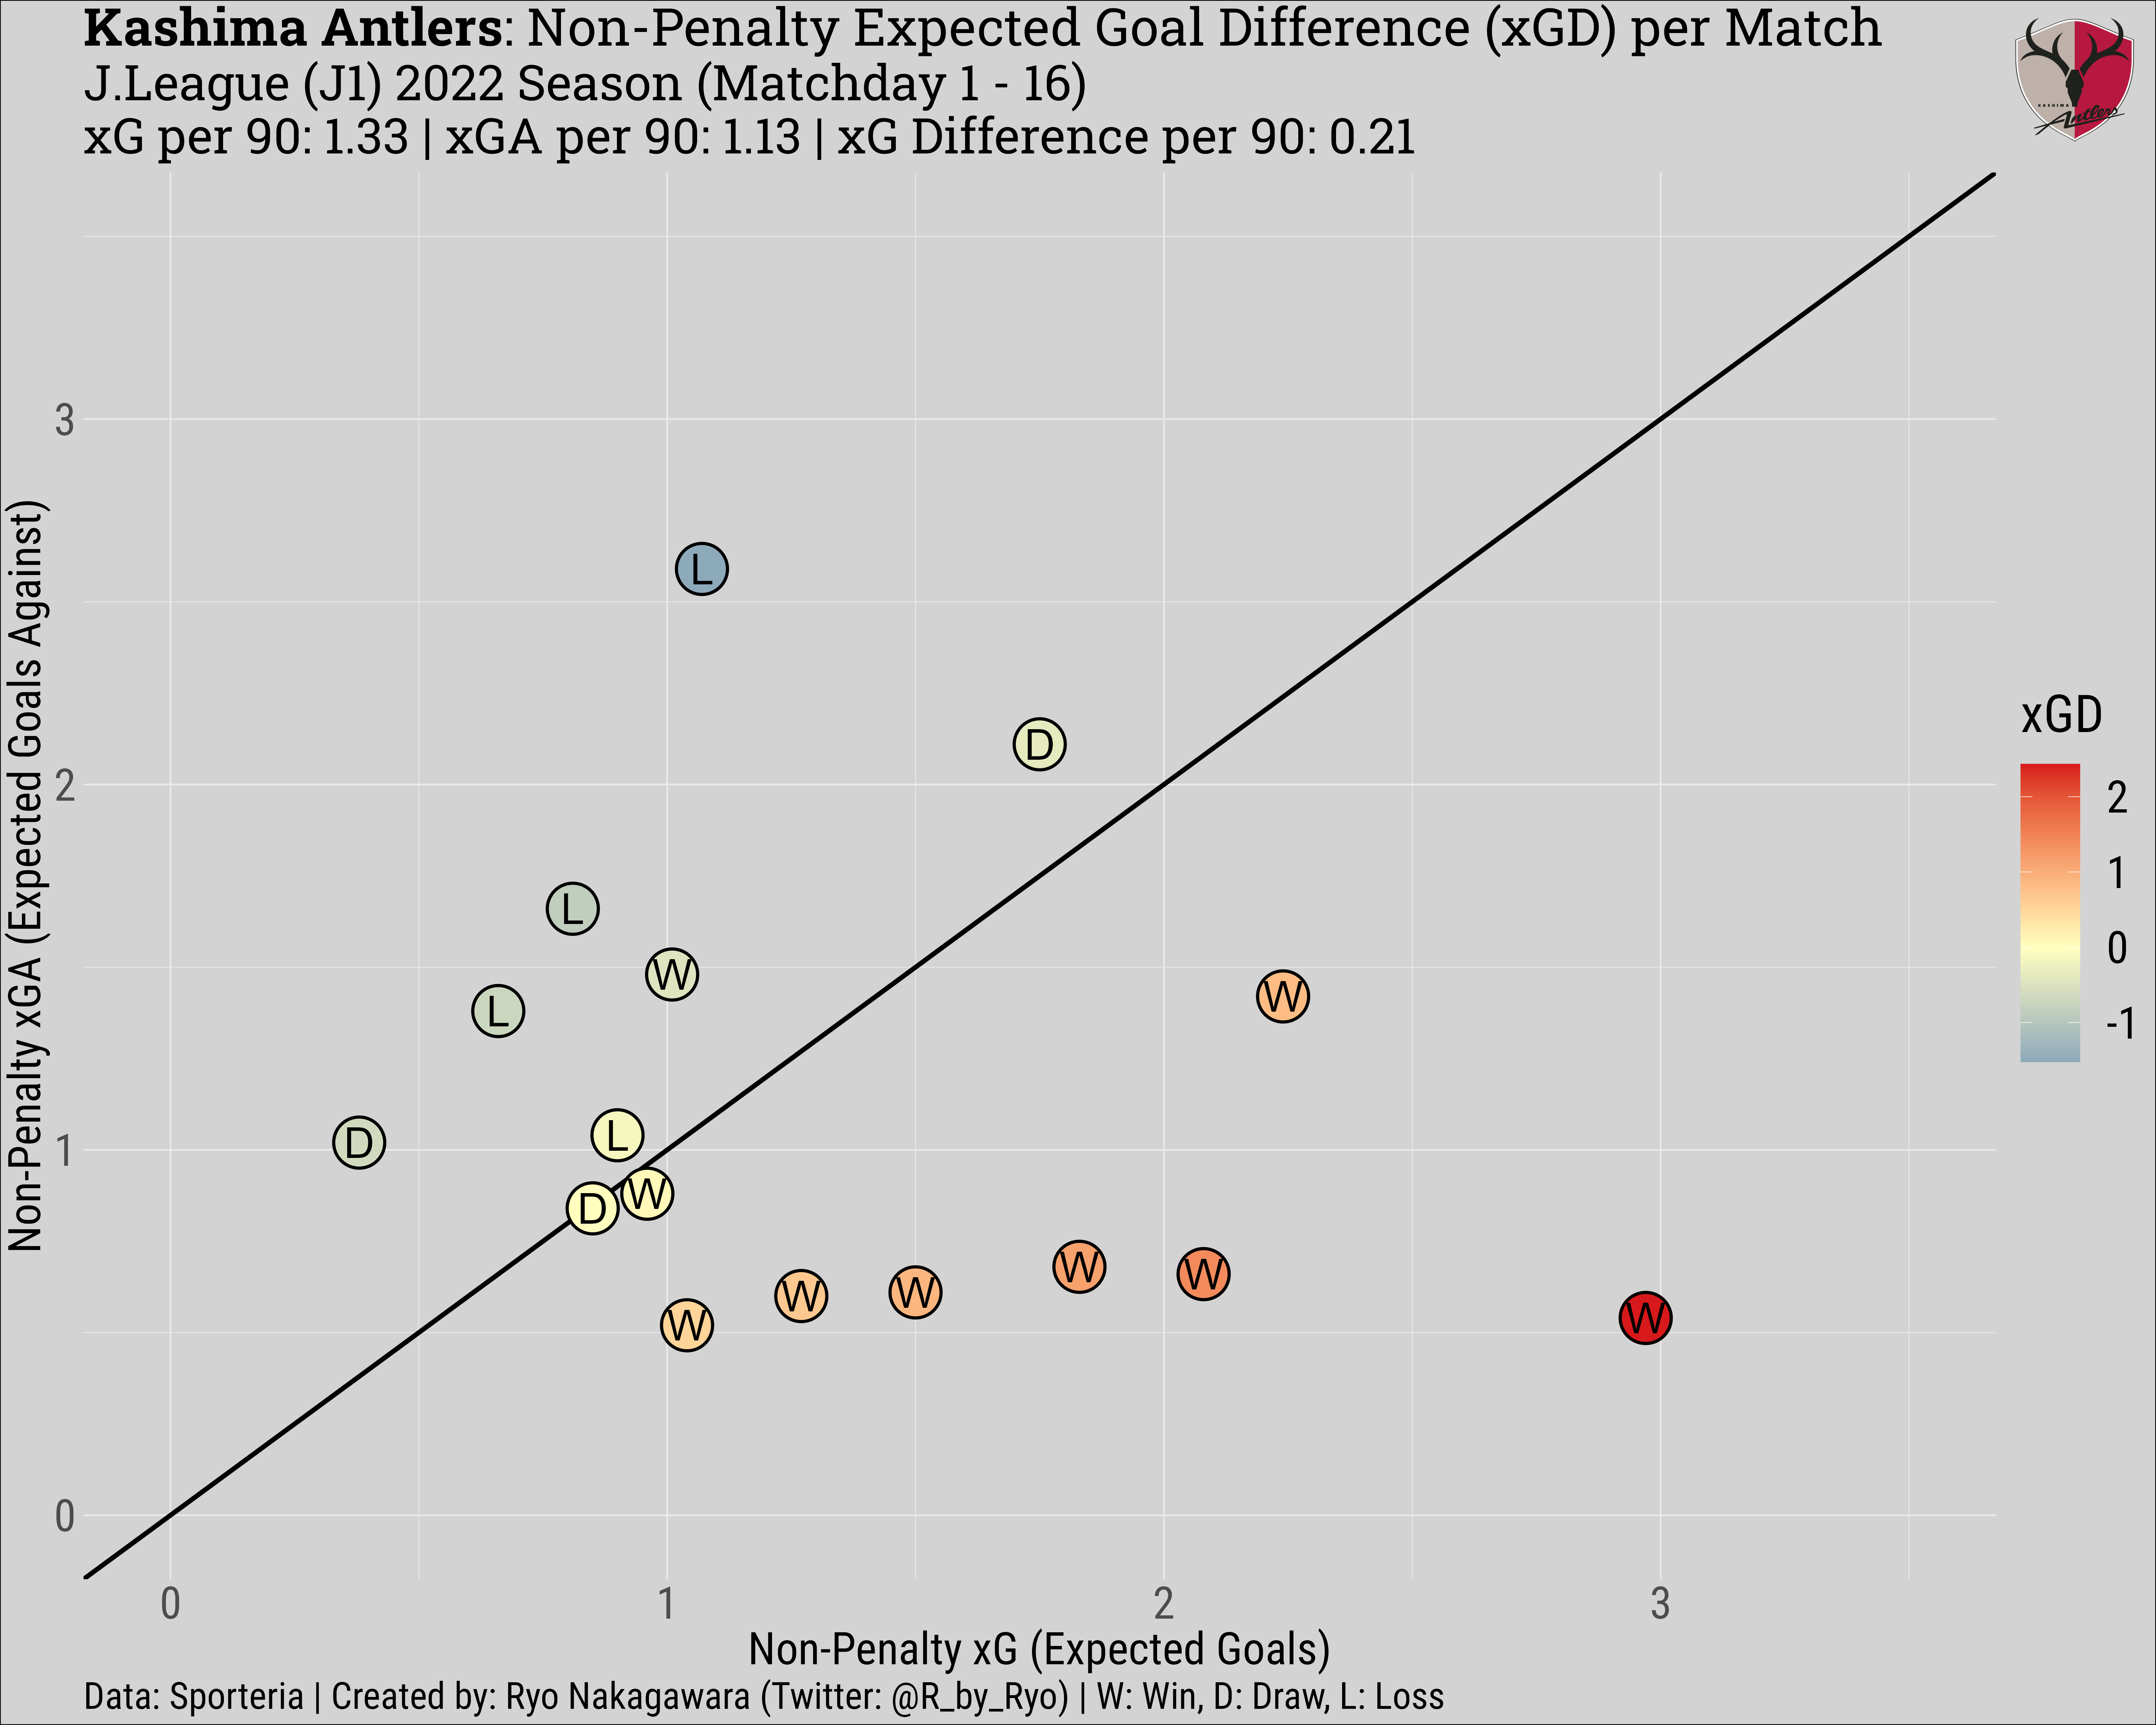 Kashima Antlers: Non-Penalty Expected Goal Difference (xGD) per Match
J.League (J1) 2022 Season (Matchday 1 - 16)
xG per 90: 1.33 | xGA per 90: 1.13 | xG Difference per 90: 0.21
KASHIMA
Antlers
Non-Penalty xGA (Expected Goals Against)
3
2
1
0
L
D
L
W
L
W
D
L
W
D
W
W
W
W
W
W
xGD
2
1
0
-1
0
1
2
3
Non-Penalty xG (Expected Goals)
Data: Sporteria | Created by: Ryo Nakagawara (Twitter: @R_by_Ryo) | W: Win, D: Draw, L: Loss